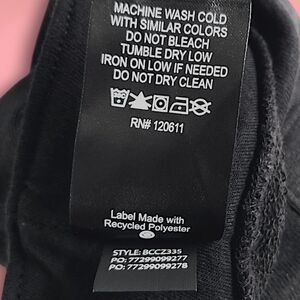 MACHINE WASH COLD
WITH SIMILAR COLORS
DO NOT BLEACH
TUMBLE DRY LOW
IRON ON LOW IF NEEDED
DO NOT DRY CLEAN
RN# 120611
Label Made with
Recycled Polyester
STYLE: BCCZ335
PO: 77299099277
PO: 77299099278